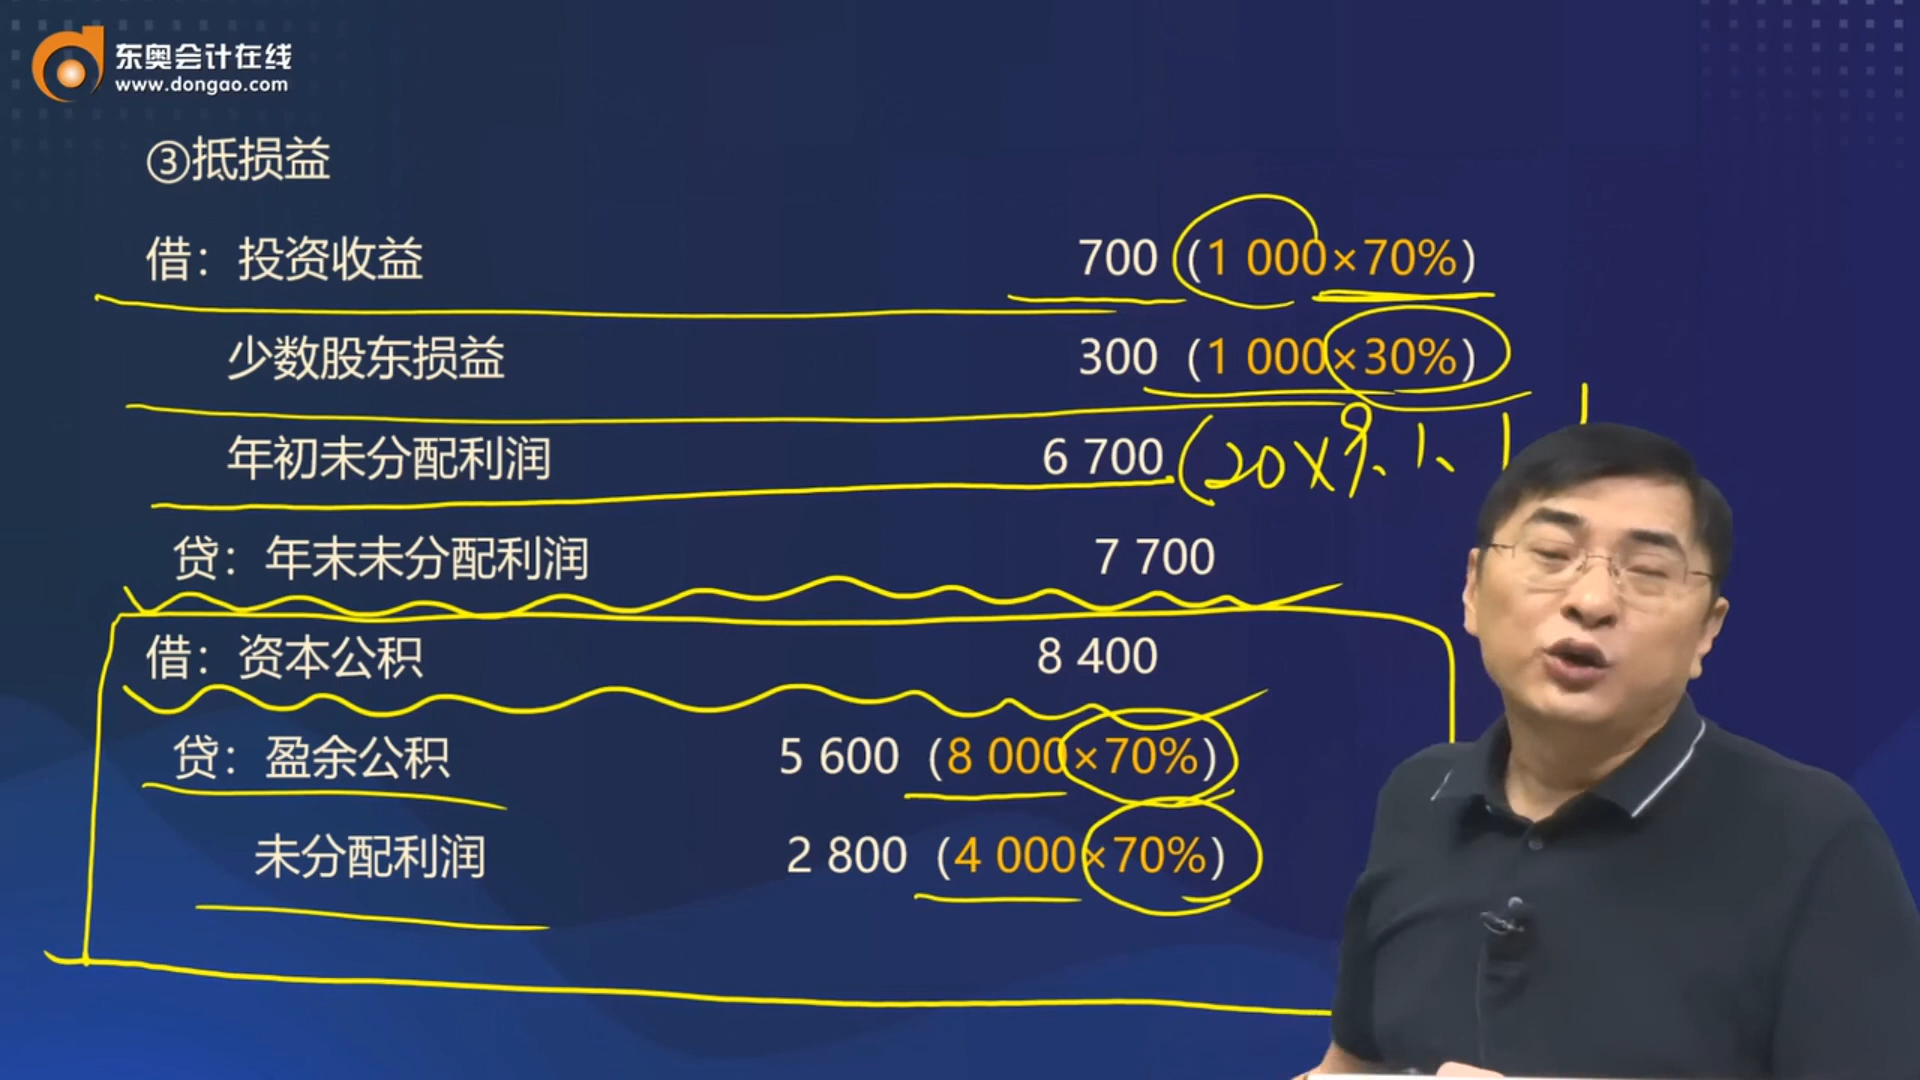 东奥会计在线
www.dongao.com
③抵损益
借：投资收益 700（1 000×70%）
少数股东损益 300（1 000×30%）
年初未分配利润 6 700 (20X9.1.1
贷：年末未分配利润 7 700
借：资本公积 8 400
贷：盈余公积 5 600（8 000×70%）
未分配利润 2 800（4 000×70%）